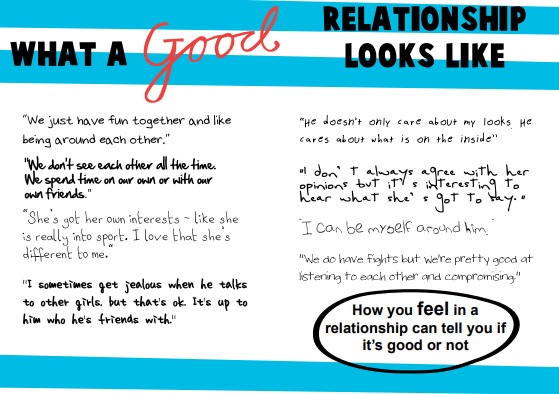 WHAT A Good RELATIONSHIP
LOOKS LIKE
"We just have fun together and like
being around each other."
"We don't see each other all the time.
We spend time on our own or with our
own friends."
"She's got her own interests – like she
is really into sport. I love that she's
different to me."
"I sometimes get jealous when he talks
to other girls, but that's ok. It's up to
him who he's friends with."
"He doesn't only care about my looks. He
cares about what is on the inside"
"I don't always agree with her
opinions but it's interesting to
hear what she's got to say."
"I can be myself around him."
"We do have fights but we're pretty good at
listening to each other and compromising."
How you feel in a
relationship can tell you if
it's good or not